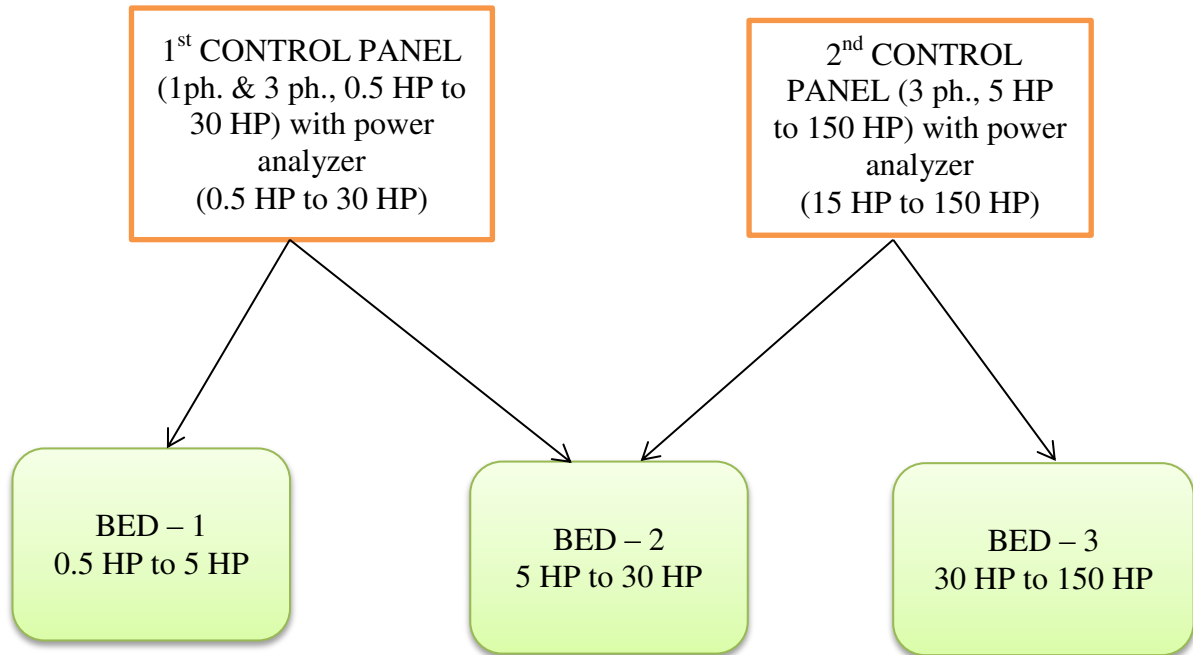 1st CONTROL PANEL
(1ph. & 3 ph., 0.5 HP to
30 HP) with power
analyzer
(0.5 HP to 30 HP)
2nd CONTROL
PANEL (3 ph., 5 HP
to 150 HP) with power
analyzer
(15 HP to 150 HP)
BED – 1
0.5 HP to 5 HP
BED – 2
5 HP to 30 HP
BED – 3
30 HP to 150 HP